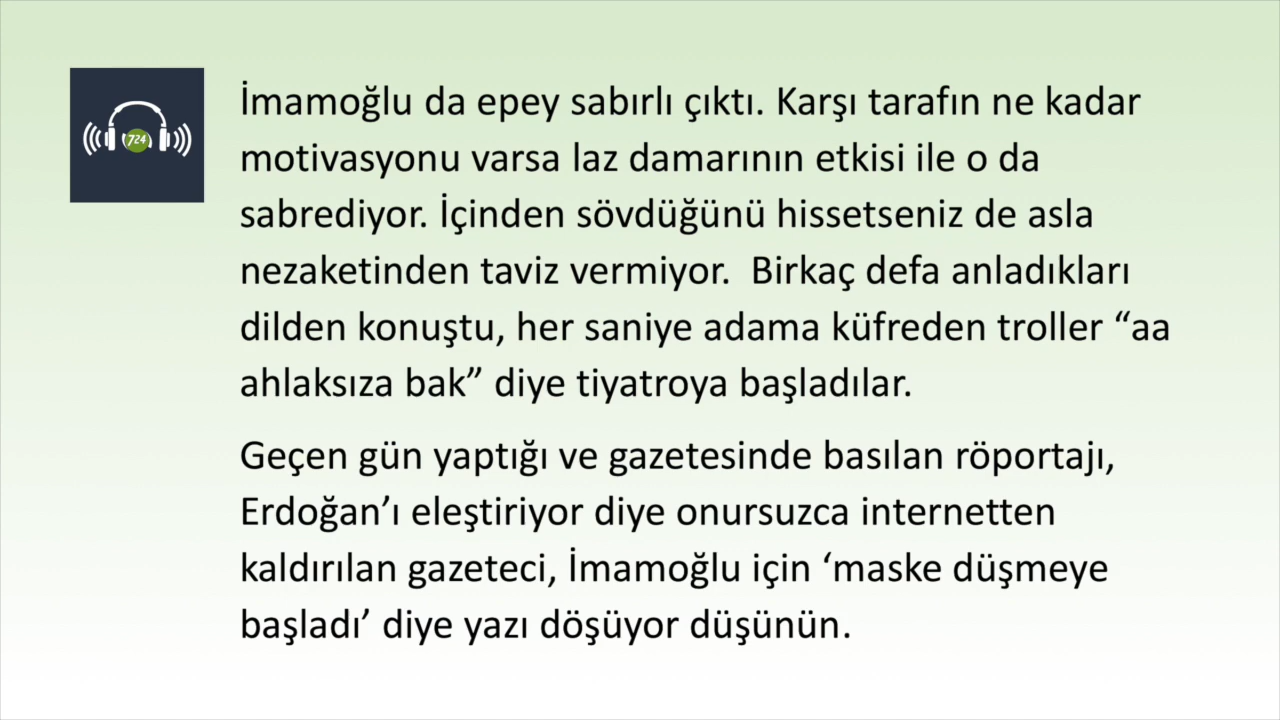 724
İmamoğlu da epey sabırlı çıktı. Karşı tarafın ne kadar
motivasyonu varsa laz damarının etkisi ile o da
sabrediyor. İçinden sövdüğünü hissetseniz de asla
nezaketinden taviz vermiyor.  Birkaç defa anladıkları
dilden konuştu, her saniye adama küfreden troller “aa
ahlaksıza bak” diye tiyatroya başladılar.
Geçen gün yaptığı ve gazetesinde basılan röportajı,
Erdoğan’ı eleştiriyor diye onursuzca internetten
kaldırılan gazeteci, İmamoğlu için ‘maske düşmeye
başladı’ diye yazı döşüyor düşünün.